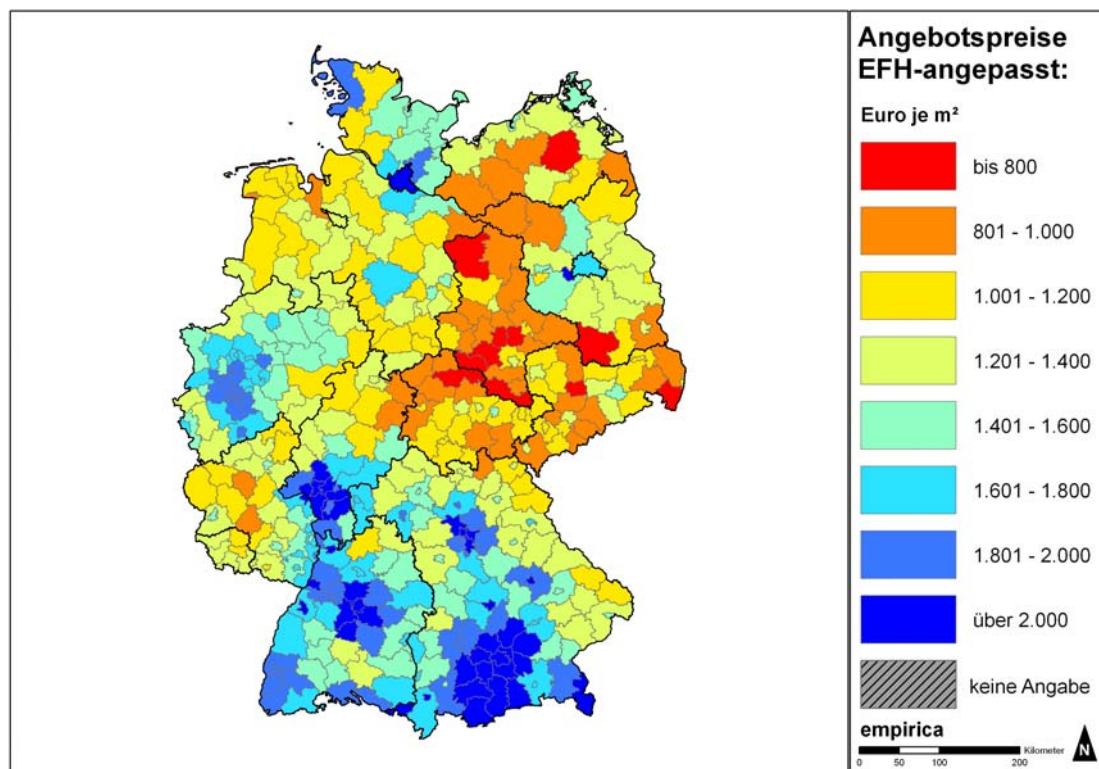 Angebotspreise
EFH-angepasst:
Euro je m²
bis 800
801 - 1.000
1.001 - 1.200
1.201 - 1.400
1.401 - 1.600
1.601 - 1.800
1.801 - 2.000
über 2.000
keine Angabe
empirica
Kilometer
0 50 100 200
N